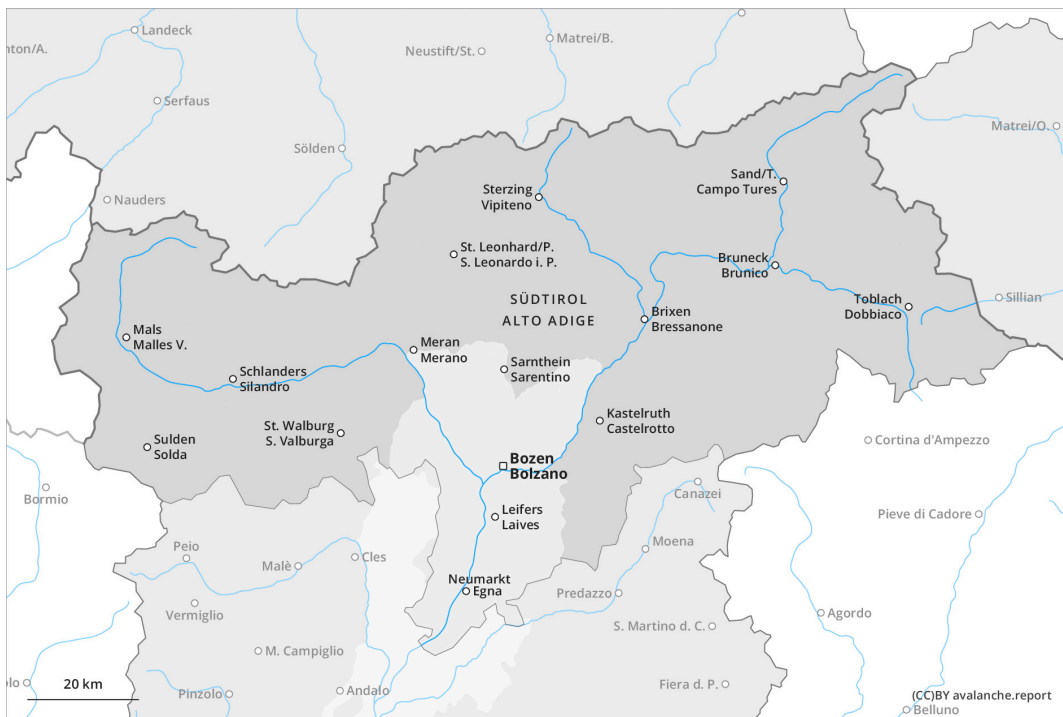 Landeck
nton/A.
Neustift/St.
Matrei/B.
Serfaus
Sölden
Matrei/O.
Nauders
Sterzing
Vipiteno
Sand/T.
Campo Tures
St. Leonhard/P.
S. Leonardo i. P.
Bruneck
Brunico
SÜDTIROL
ALTO ADIGE
Toblach
Dobbiaco
Sillian
Brixen
Bressanone
Mals
Malles V.
Meran
Merano
Sarnthein
Sarentino
Schlanders
Silandro
Kastelruth
Castelrotto
St. Walburg
S. Valburga
Sulden
Solda
Cortina d'Ampezzo
Bozen
Bolzano
Bormio
Canazei
Leifers
Laives
Pieve di Cadore
Peio
Malè
Cles
Moena
Neumarkt
Egna
Predazzo
Vermiglio
Agordo
S. Martino d. C.
M. Campiglio
olo
20 km
Pinzolo
Andalo
Fiera d. P.
(CC)BY avalanche.report
Belluno